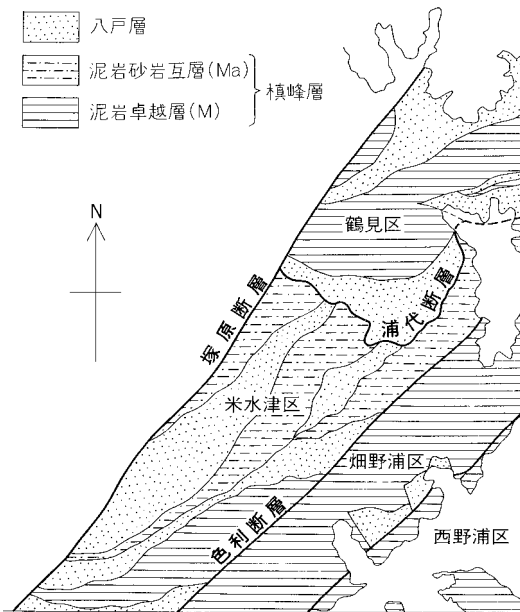 八戸層
泥岩砂岩互層(Ma)
泥岩卓越層(M)
槙峰層
N
鶴見区
塚原断層
浦代断層
米水津区
畑野浦区
色利断層
西野浦区